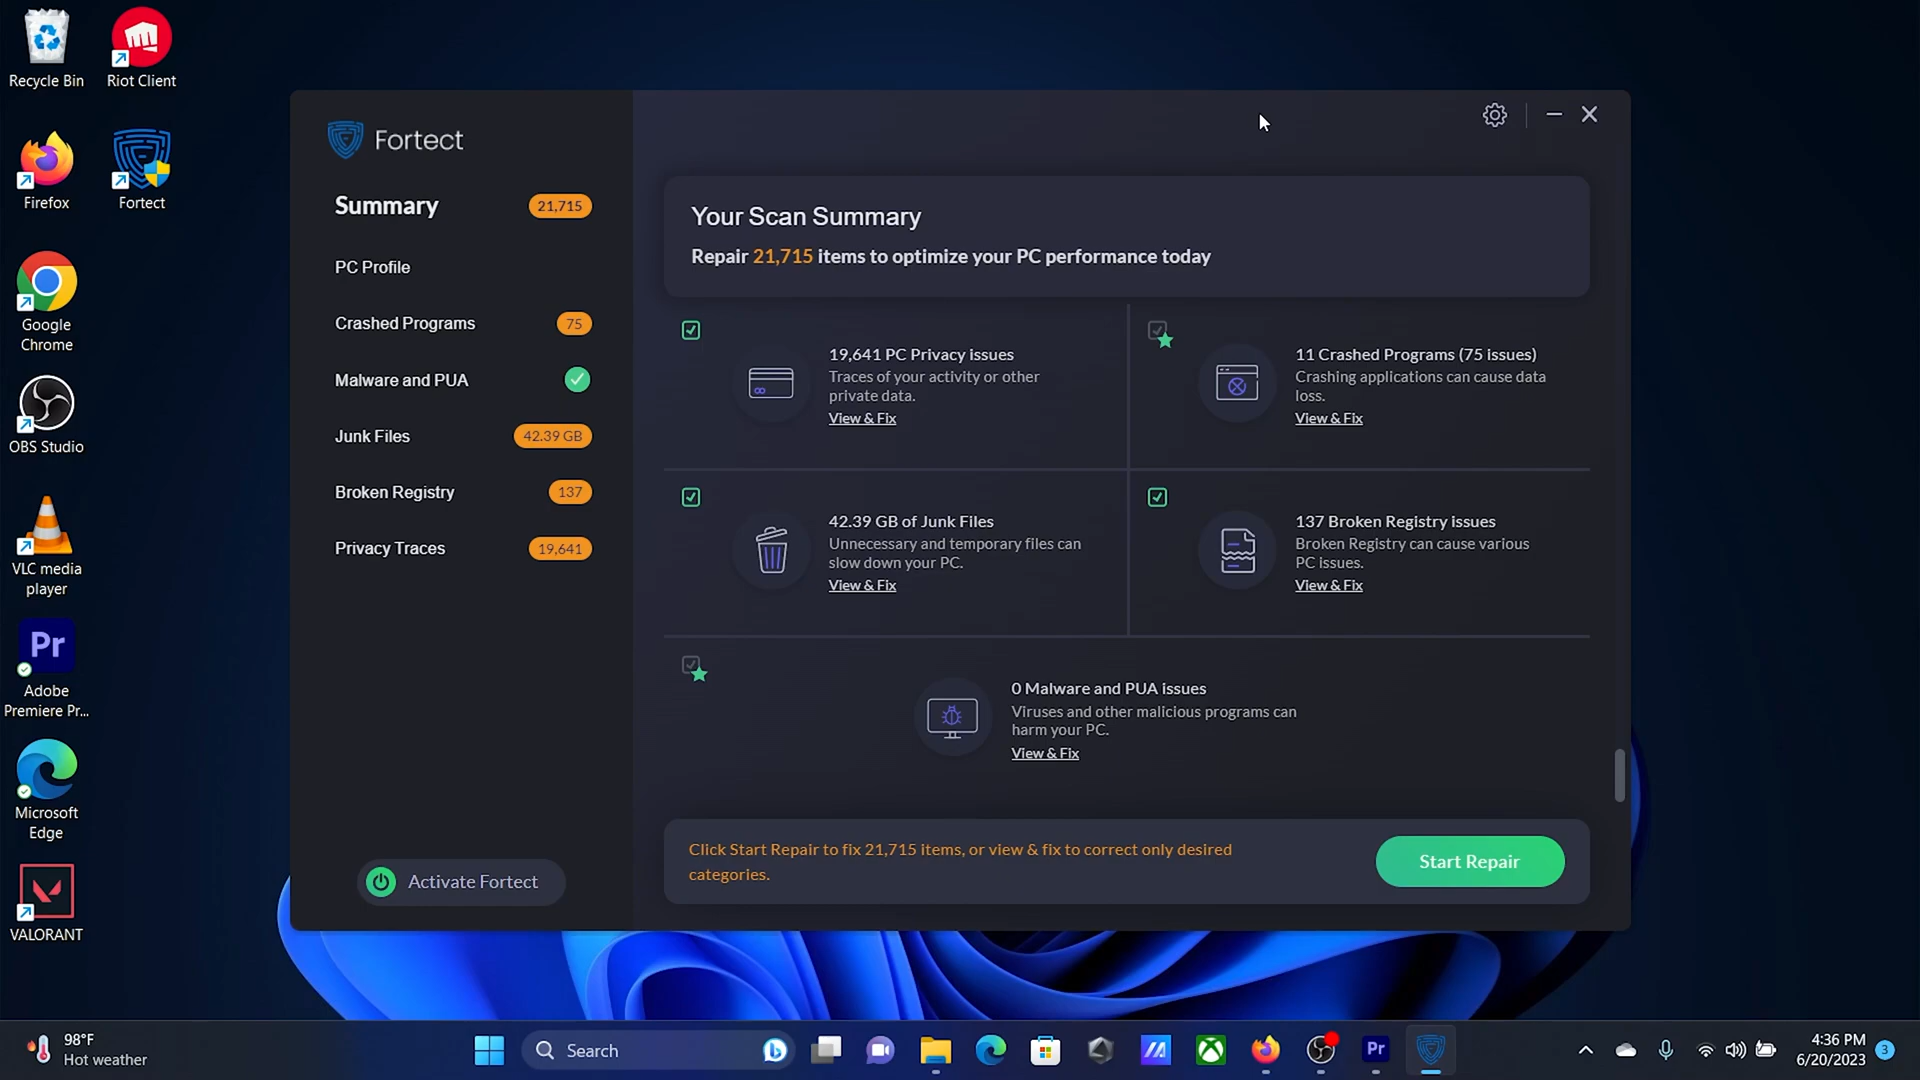 Recycle Bin
Riot Client
Firefox
Fortect
Google
Chrome
OBS Studio
VLC media
player
Pr
Adobe
Premiere Pr...
Microsoft
Edge
VALORANT
Fortect
Summary
21,715
PC Profile
Crashed Programs
75
Malware and PUA
Junk Files
42.39 GB
Broken Registry
137
Privacy Traces
19,641
Activate Fortect
Your Scan Summary
Repair 21,715 items to optimize your PC performance today
19,641 PC Privacy issues
Traces of your activity or other
private data.
View & Fix
11 Crashed Programs (75 issues)
Crashing applications can cause data
loss.
View & Fix
42.39 GB of Junk Files
Unnecessary and temporary files can
slow down your PC.
View & Fix
137 Broken Registry issues
Broken Registry can cause various
PC issues.
View & Fix
0 Malware and PUA issues
Viruses and other malicious programs can
harm your PC.
View & Fix
Click Start Repair to fix 21,715 items, or view & fix to correct only desired
categories.
Start Repair
98°F
Hot weather
Search
Pr
4:36 PM
6/20/2023
3